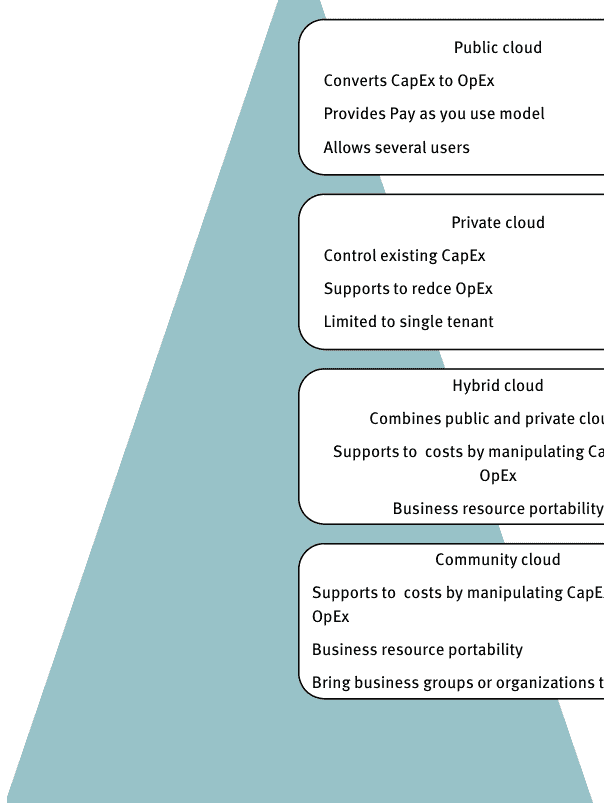 Public cloud
Converts CapEx to OpEx
Provides Pay as you use model
Allows several users
Private cloud
Control existing CapEx
Supports to redce OpEx
Limited to single tenant
Hybrid cloud
Combines public and private
Supports to costs by manipulating
OpEx
Business resource portability
Community cloud
Supports to costs by manipulating
OpEx
Business resource portability
Bring business groups or organizations